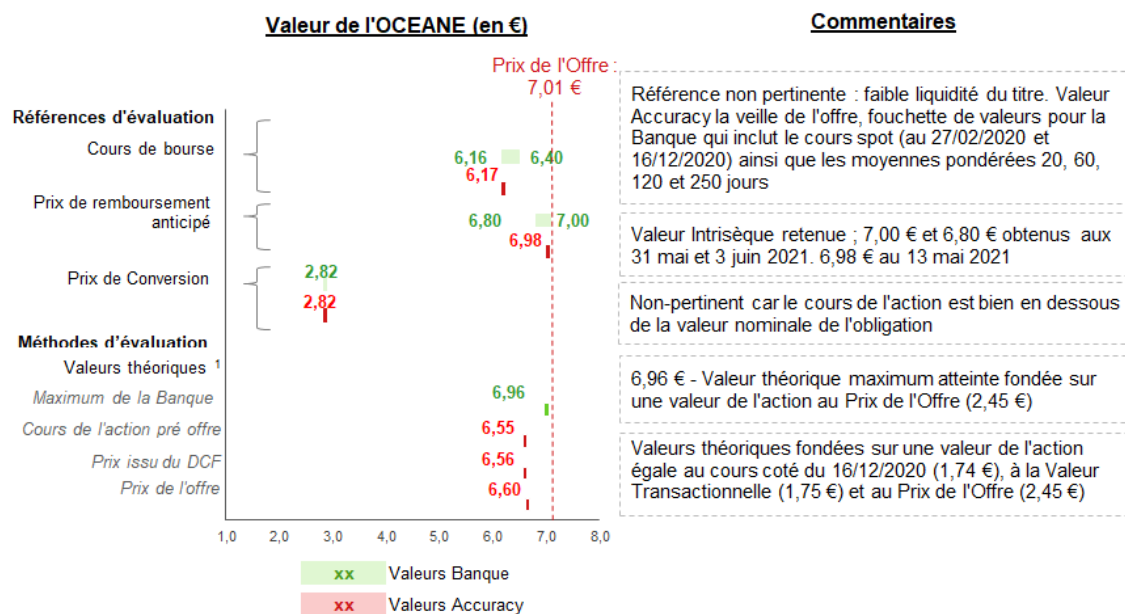 Valeur de l'OCEANE (en €)
Commentaires
Prix de l'Offre :
7,01 €
Références d'évaluation
Cours de bourse
6,16
6,40
6,17
Référence non pertinente : faible liquidité du titre. Valeur
Accuracy la veille de l'offre, fouchette de valeurs pour la
Banque qui inclut le cours spot (au 27/02/2020 et
16/12/2020) ainsi que les moyennes pondérées 20, 60,
120 et 250 jours
Prix de remboursement
anticipé
6,80
7,00
6,98
Valeur Intrisèque retenue ; 7,00 € et 6,80 € obtenus aux
31 mai et 3 juin 2021. 6,98 € au 13 mai 2021
Prix de Conversion
2,82
2,82
Non-pertinent car le cours de l'action est bien en dessous
de la valeur nominale de l'obligation
Méthodes d'évaluation
Valeurs théoriques 1
Maximum de la Banque
6,96
6,96 € - Valeur théorique maximum atteinte fondée sur
une valeur de l'action au Prix de l'Offre (2,45 €)
Cours de l'action pré offre
6,55
Prix issu du DCF
6,56
Prix de l'offre
6,60
Valeurs théoriques fondées sur une valeur de l'action
égale au cours coté du 16/12/2020 (1,74 €), à la Valeur
Transactionnelle (1,75 €) et au Prix de l'Offre (2,45 €)
1,0 2,0 3,0 4,0 5,0 6,0 7,0 8,0
xx Valeurs Banque
xx Valeurs Accuracy